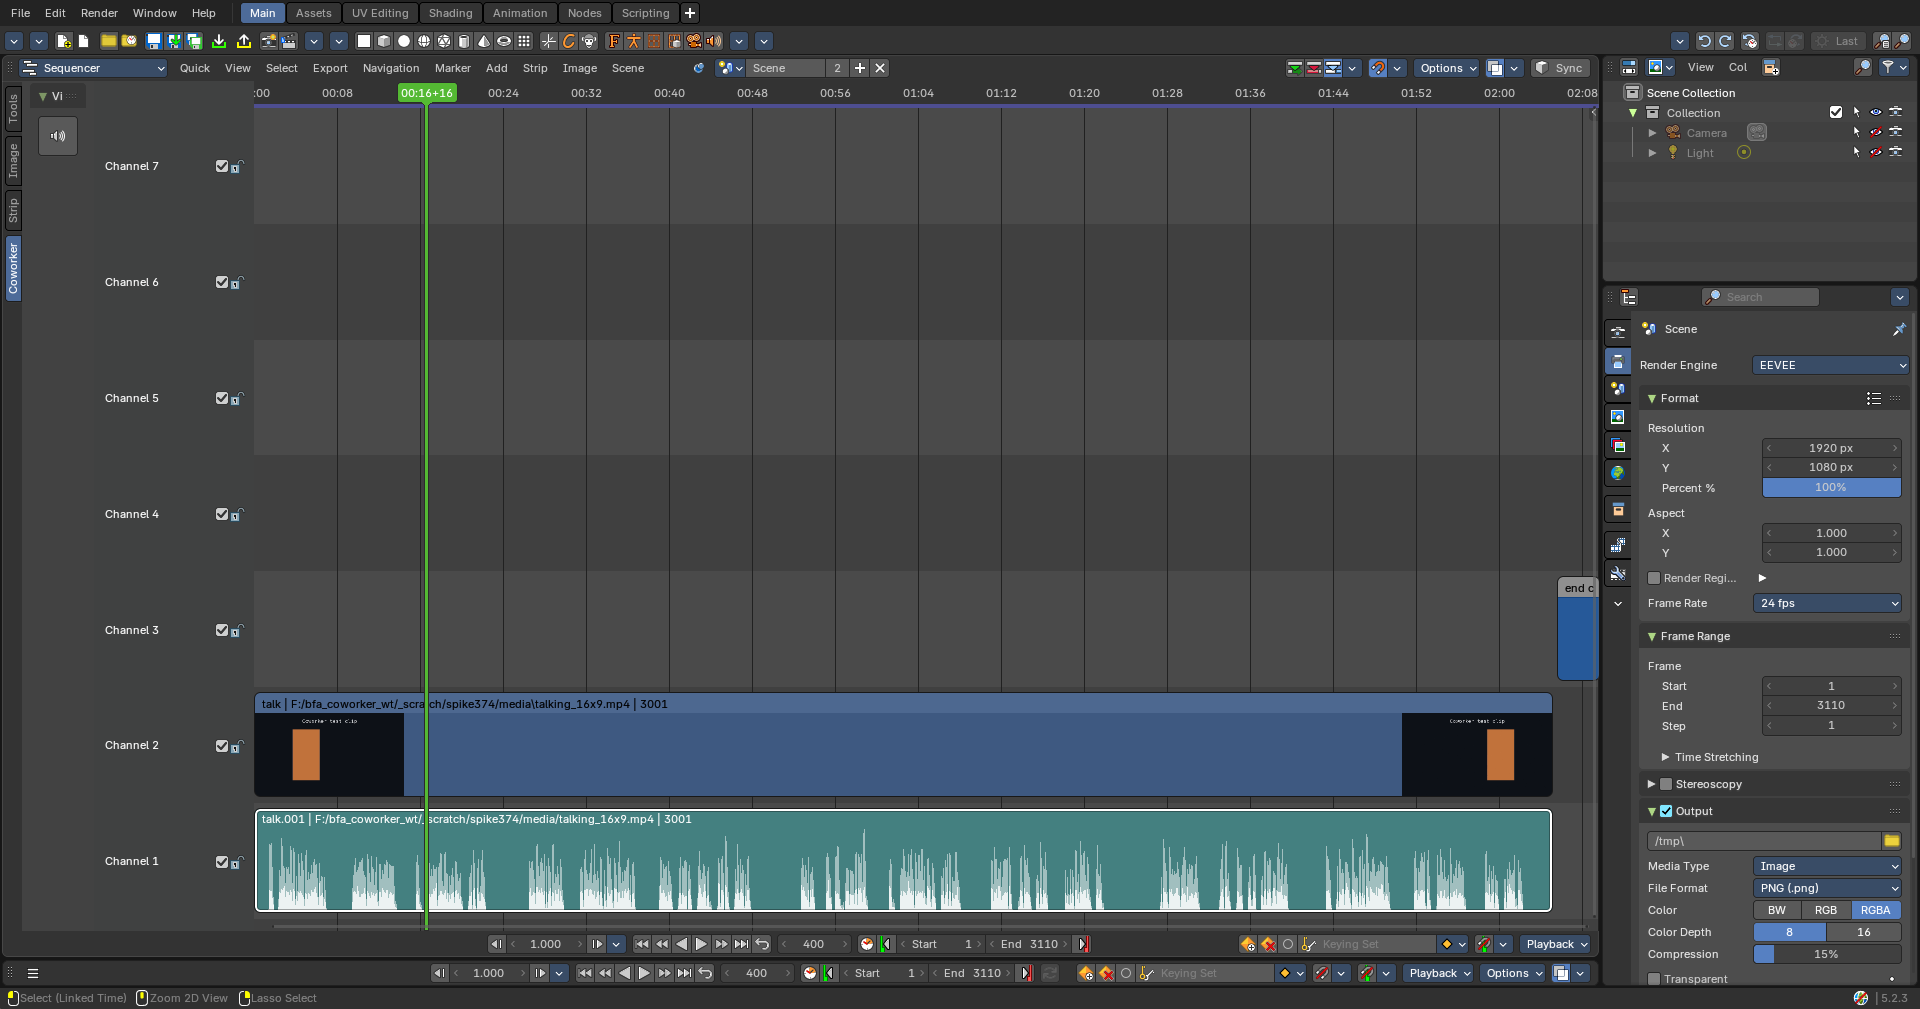 File Edit Render Window Help Main Assets UV Editing Shading Animation Nodes Scripting
Last
Sequencer Quick View Select Export Navigation Marker Add Strip Image Scene Scene 2 Options Sync
View Col
Vi
:00 00:08 00:16+16 00:24 00:32 00:40 00:48 00:56 01:04 01:12 01:20 01:28 01:36 01:44 01:52 02:00 02:08
Tools
Image
Strip
Coworker
Channel 7
Channel 6
Channel 5
Channel 4
Channel 3
end c
Channel 2
talk | F:/bfa_coworker_wt/_scratch/spike374/media\talking_16x9.mp4 | 3001
Coworker test clip
Coworker test clip
Channel 1
talk.001 | F:/bfa_coworker_wt/_scratch/spike374/media/talking_16x9.mp4 | 3001
1.000 400 Start 1 End 3110 Keying Set Playback
1.000 400 Start 1 End 3110 Keying Set Playback Options
Select (Linked Time) Zoom 2D View Lasso Select
5.2.3
Scene Collection
Collection
Camera
Light
Search
Scene
Render Engine EEVEE
Format
Resolution
X 1920 px
Y 1080 px
Percent % 100%
Aspect
X 1.000
Y 1.000
Render Regi...
Frame Rate 24 fps
Frame Range
Frame
Start 1
End 3110
Step 1
Time Stretching
Stereoscopy
Output
/tmp\
Media Type Image
File Format PNG (.png)
Color BW RGB RGBA
Color Depth 8 16
Compression 15%
Transparent